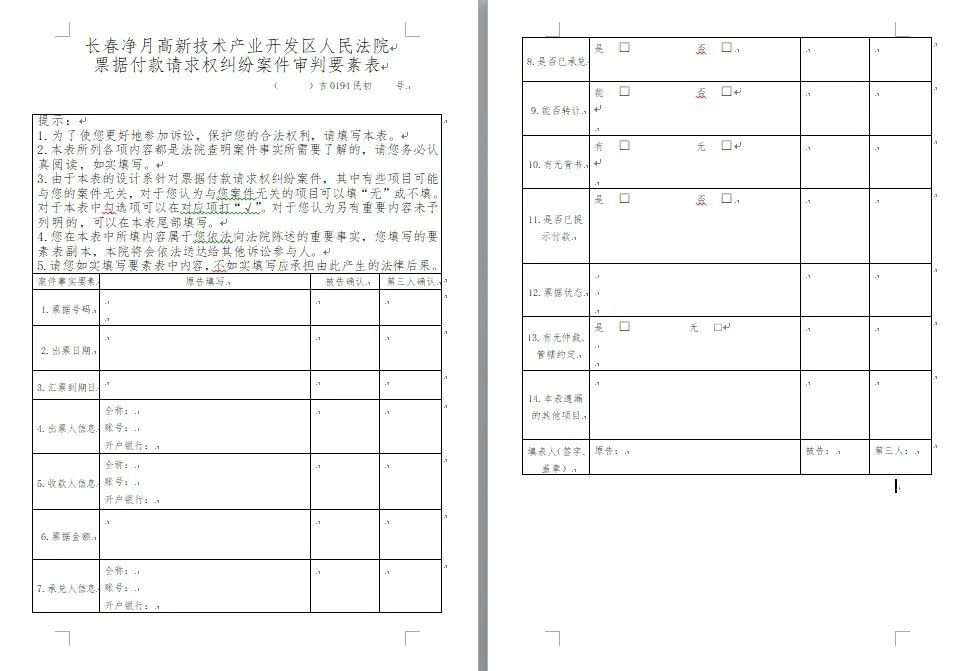 长春净月高新技术产业开发区人民法院
票据付款请求权纠纷案件审判要素表
（　　）吉0194民初　　号
提示：
1.为了使您更好地参加诉讼，保护您的合法权利，请填写本表。
2.本表所列各项内容都是法院查明案件事实所需要了解的，请您务必认
真阅读，如实填写。
3.由于本表的设计系针对票据付款请求权纠纷案件，其中有些项目可能
与您的案件无关，对于您认为与您案件无关的项目可以填“无”或不填。
对于本表中勾选项可以在对应项打“√”。对于您认为另有重要内容未予
列明的，可以在本表尾部填写。
4.您在本表中所填内容属于您依法向法院陈述的重要事实，您填写的要
素表副本，本院将会依法送达给其他诉讼参与人。
5.请您如实填写要素表中内容，不如实填写应承担由此产生的法律后果。
案件事实要素　原告填写　被告确认　第三人确认
1.票据号码
2.出票日期
3.汇票到期日
4.出票人信息
全称：
账号：
开户银行：
5.收款人信息
全称：
账号：
开户银行：
6.票据金额
7.承兑人信息
全称：
账号：
开户银行：
8.是否已承兑　是 □　否 □
9.能否转让　能 □　否 □
10.有无背书　有 □　无 □
11.是否已提
示付款
是 □　否 □
12.票据状态
13.有无仲裁、
管辖约定
是 □　无 □
14.本表遗漏
的其他项目
填表人（签字、
盖章）
原告：　被告：　第三人：